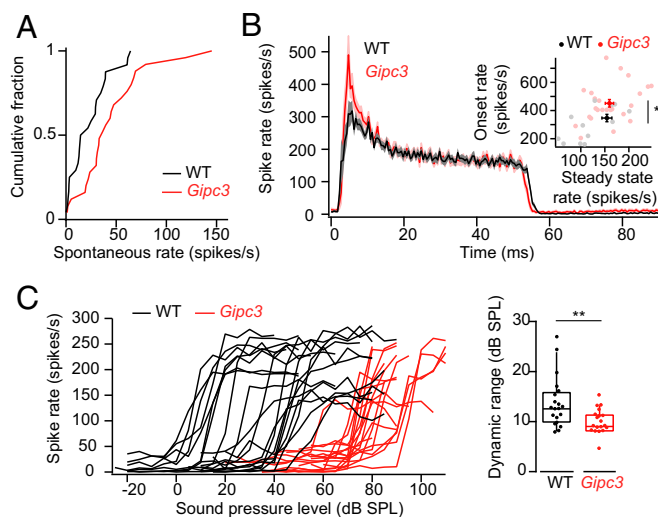 A
Cumulative fraction
1
0.5
0
WT
Gipc3
0 50 100 150
Spontaneous rate (spikes/s)
B
Spike rate (spikes/s)
500
400
300
200
100
0
WT
Gipc3
0 20 40 60 80
Time (ms)
WT Gipc3
Onset rate
(spikes/s)
600
400
200
*
100 150 200
Steady state
rate (spikes/s)
C
WT Gipc3
Spike rate (spikes/s)
300
250
200
150
100
50
0
-20 0 20 40 60 80 100
Sound pressure level (dB SPL)
Dynamic range (dB SPL)
30
20
10
0
**
WT Gipc3